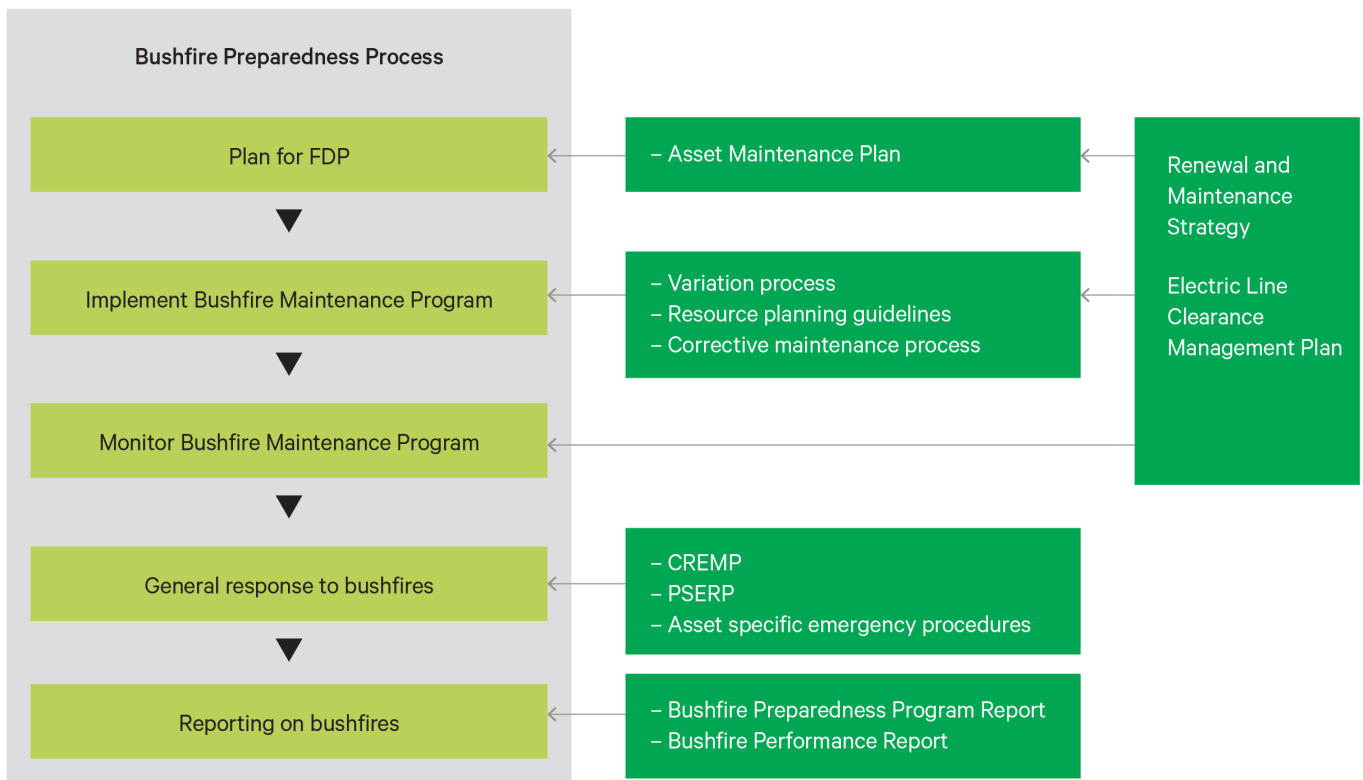 Bushfire Preparedness Process
Plan for FDP
– Asset Maintenance Plan
Renewal and
Maintenance
Strategy
Electric Line
Clearance
Management Plan
Implement Bushfire Maintenance Program
– Variation process
– Resource planning guidelines
– Corrective maintenance process
Monitor Bushfire Maintenance Program
General response to bushfires
– CREMP
– PSERP
– Asset specific emergency procedures
Reporting on bushfires
– Bushfire Preparedness Program Report
– Bushfire Performance Report